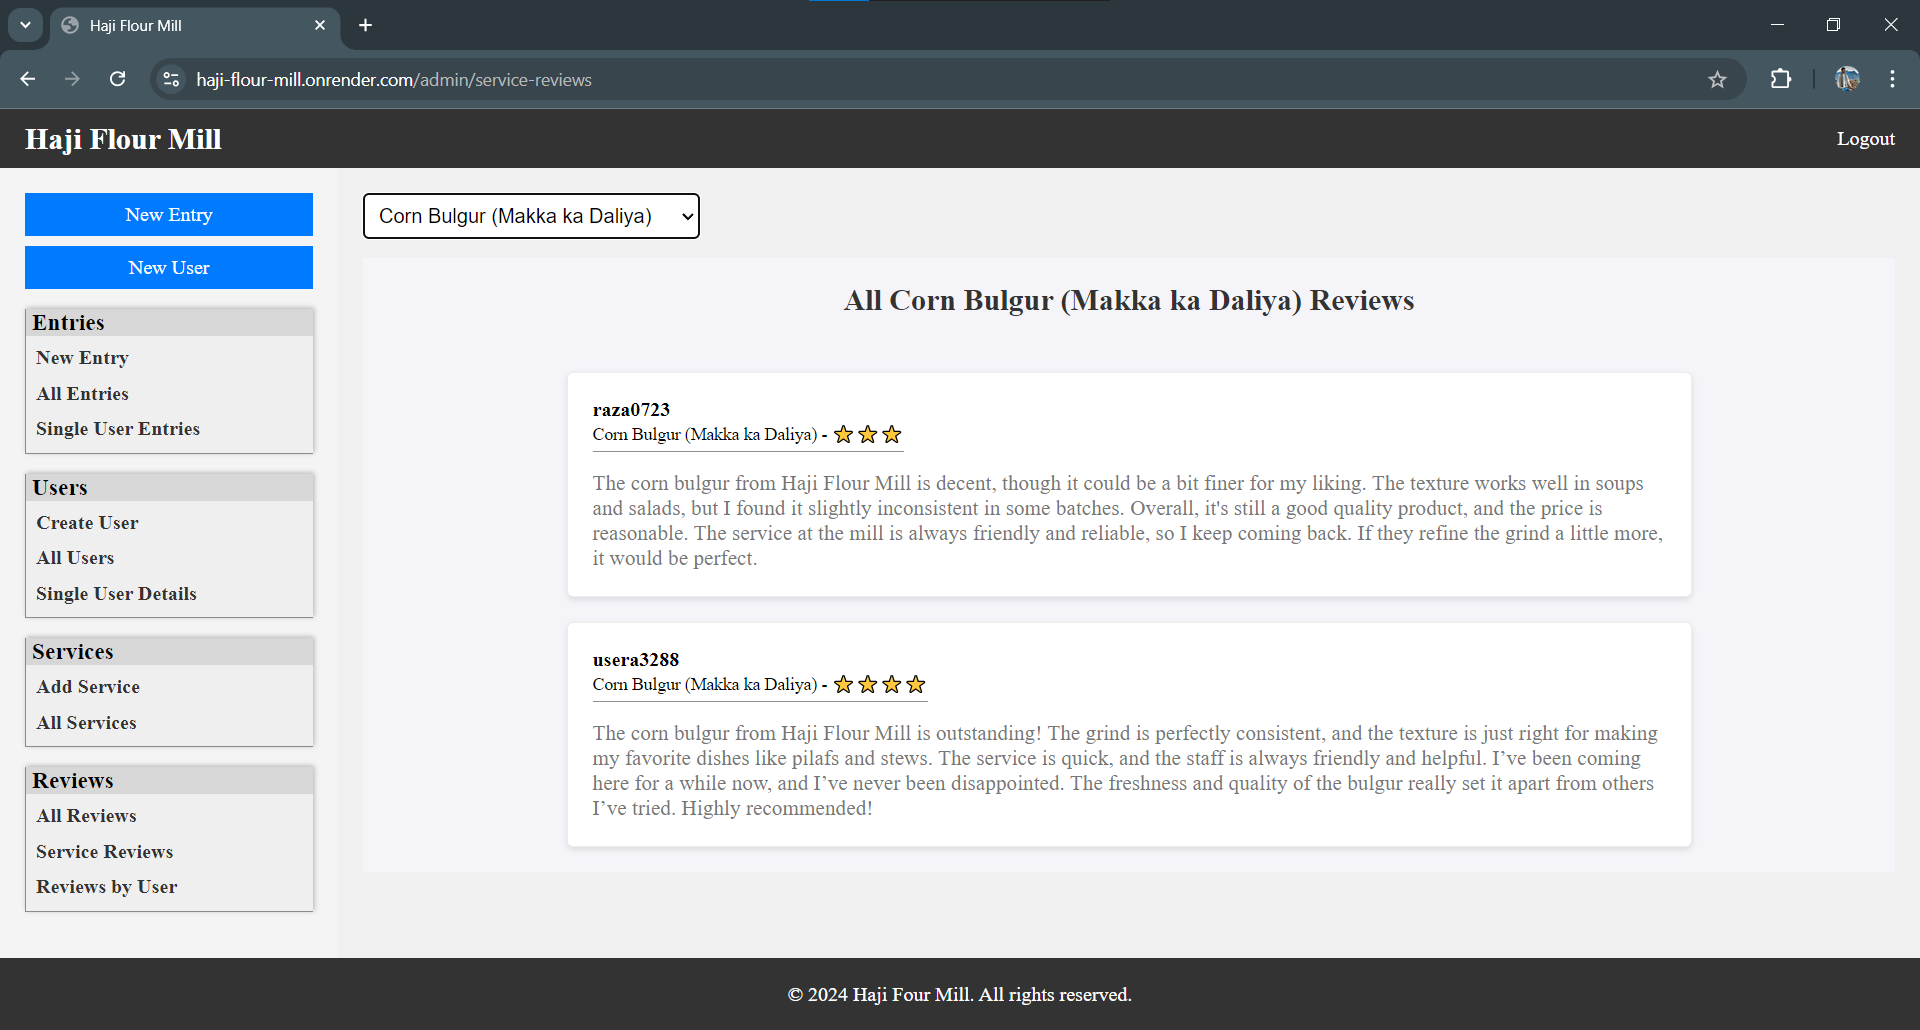 Haji Flour Mill
haji-flour-mill.onrender.com/admin/service-reviews
Haji Flour Mill
Logout
New Entry
New User
Entries
New Entry
All Entries
Single User Entries
Users
Create User
All Users
Single User Details
Services
Add Service
All Services
Reviews
All Reviews
Service Reviews
Reviews by User
Corn Bulgur (Makka ka Daliya)
All Corn Bulgur (Makka ka Daliya) Reviews
raza0723
Corn Bulgur (Makka ka Daliya) - ⭐⭐⭐
The corn bulgur from Haji Flour Mill is decent, though it could be a bit finer for my liking. The texture works well in soups
and salads, but I found it slightly inconsistent in some batches. Overall, it's still a good quality product, and the price is
reasonable. The service at the mill is always friendly and reliable, so I keep coming back. If they refine the grind a little more,
it would be perfect.
usera3288
Corn Bulgur (Makka ka Daliya) - ⭐⭐⭐⭐
The corn bulgur from Haji Flour Mill is outstanding! The grind is perfectly consistent, and the texture is just right for making
my favorite dishes like pilafs and stews. The service is quick, and the staff is always friendly and helpful. I’ve been coming
here for a while now, and I’ve never been disappointed. The freshness and quality of the bulgur really set it apart from others
I’ve tried. Highly recommended!
© 2024 Haji Four Mill. All rights reserved.